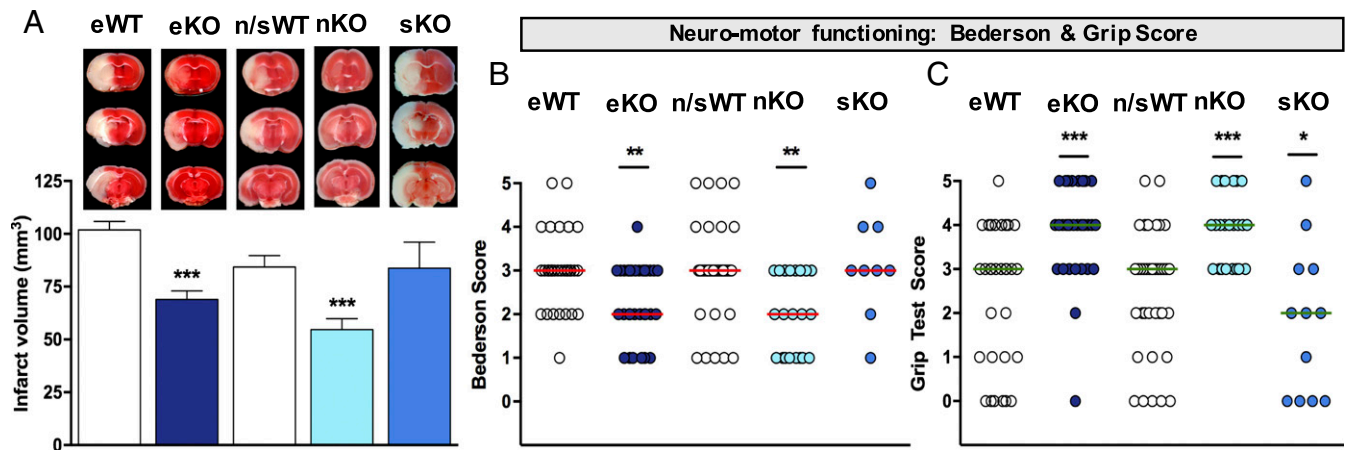 A
eWT eKO n/sWT nKO sKO
Infarct volume (mm3)
125
100
75
50
25
0
***
***
Neuro-motor functioning: Bederson & Grip Score
B
eWT eKO n/sWT nKO sKO
** **
Bederson Score
5
4
3
2
1
0
C
eWT eKO n/sWT nKO sKO
*** *** *
Grip Test Score
5
4
3
2
1
0